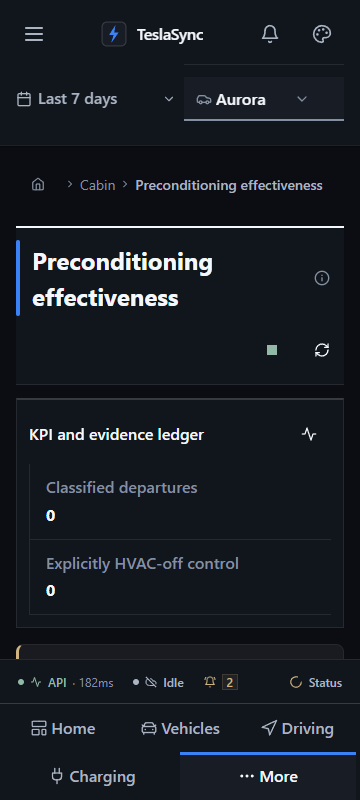 TeslaSync
Last 7 days
Aurora
Cabin
Preconditioning effectiveness
Preconditioning
effectiveness
KPI and evidence ledger
Classified departures
0
Explicitly HVAC-off control
0
API · 182ms
Idle
2
Status
Home
Vehicles
Driving
Charging
More